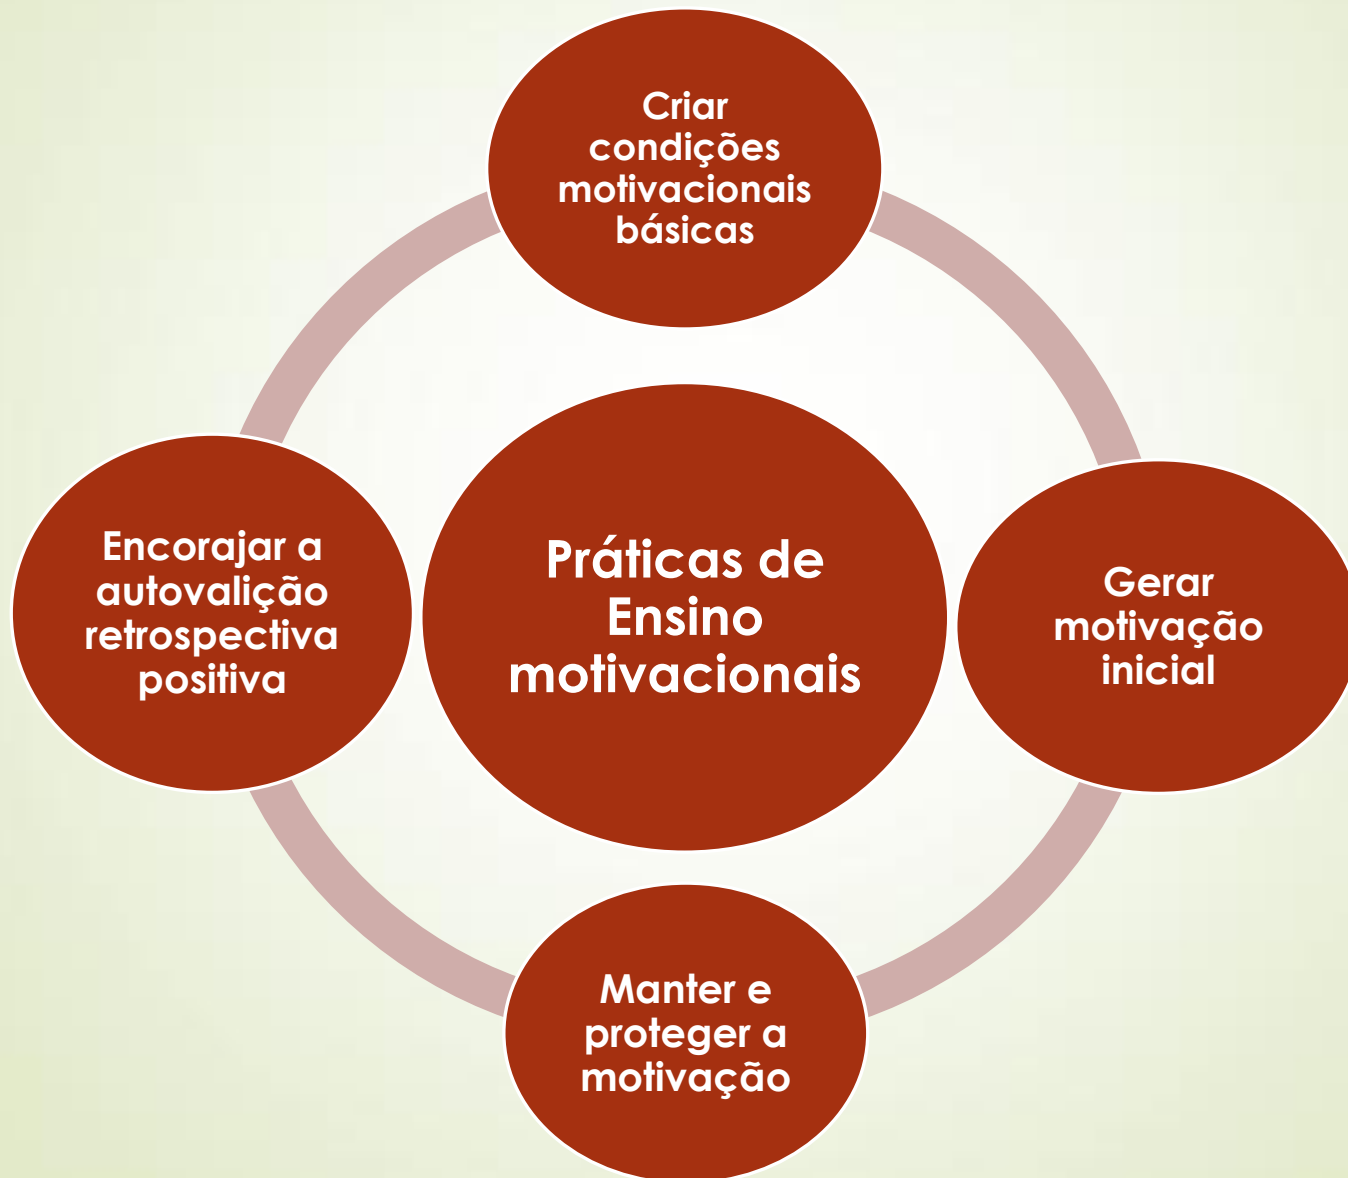 Criar
condições
motivacionais
básicas
Encorajar a
autovalição
retrospectiva
positiva
Práticas de
Ensino
motivacionais
Gerar
motivação
inicial
Manter e
proteger a
motivação